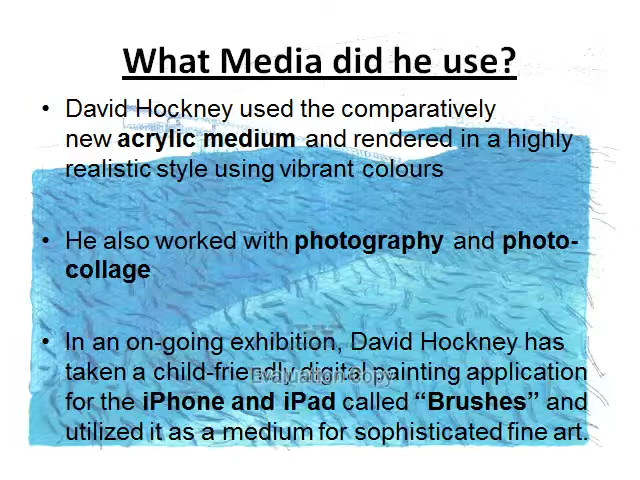 What Media did he use?
• David Hockney used the comparatively
new acrylic medium and rendered in a highly
realistic style using vibrant colours
• He also worked with photography and photo-
collage
• In an on-going exhibition, David Hockney has
taken a child-friendly digital painting application
for the iPhone and iPad called “Brushes” and
utilized it as a medium for sophisticated fine art.
Evaluation Copy